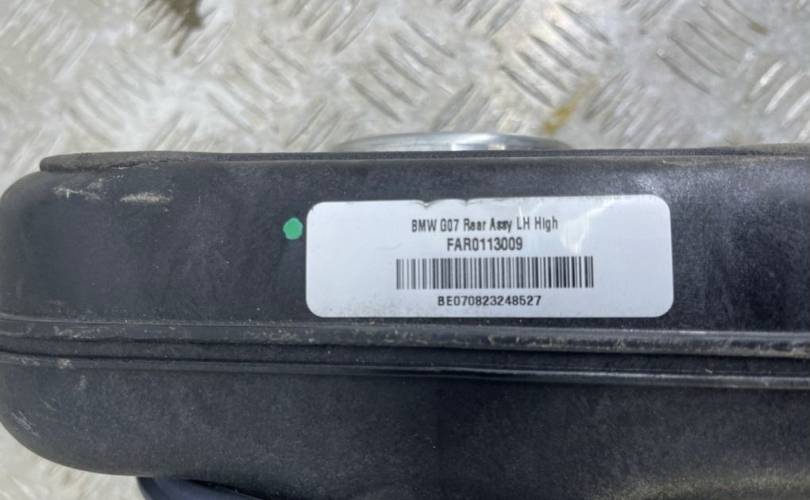 BMW G07 Rear Assy LH High
FAR0113009
BE070823248527